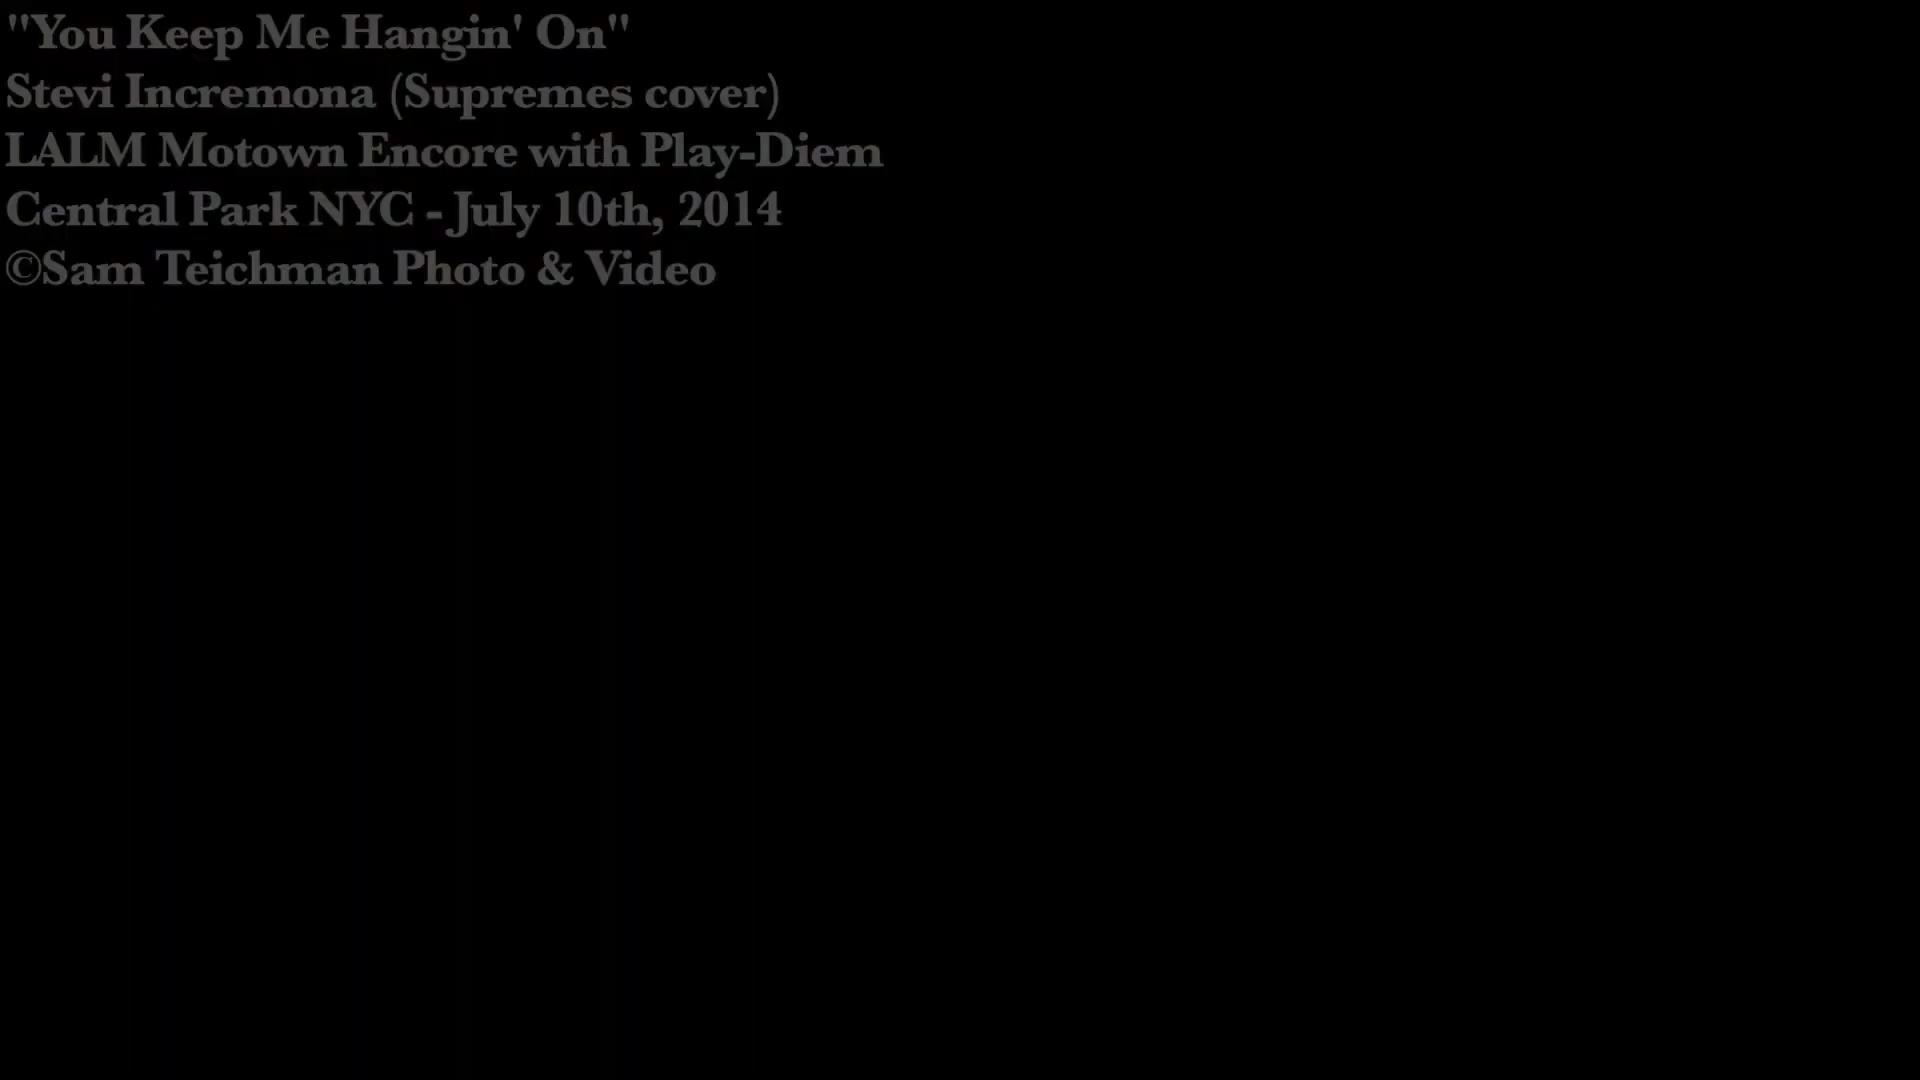 "You Keep Me Hangin' On"
Stevi Incremona (Supremes cover)
LALM Motown Encore with Play-Diem
Central Park NYC - July 10th, 2014
©Sam Teichman Photo & Video